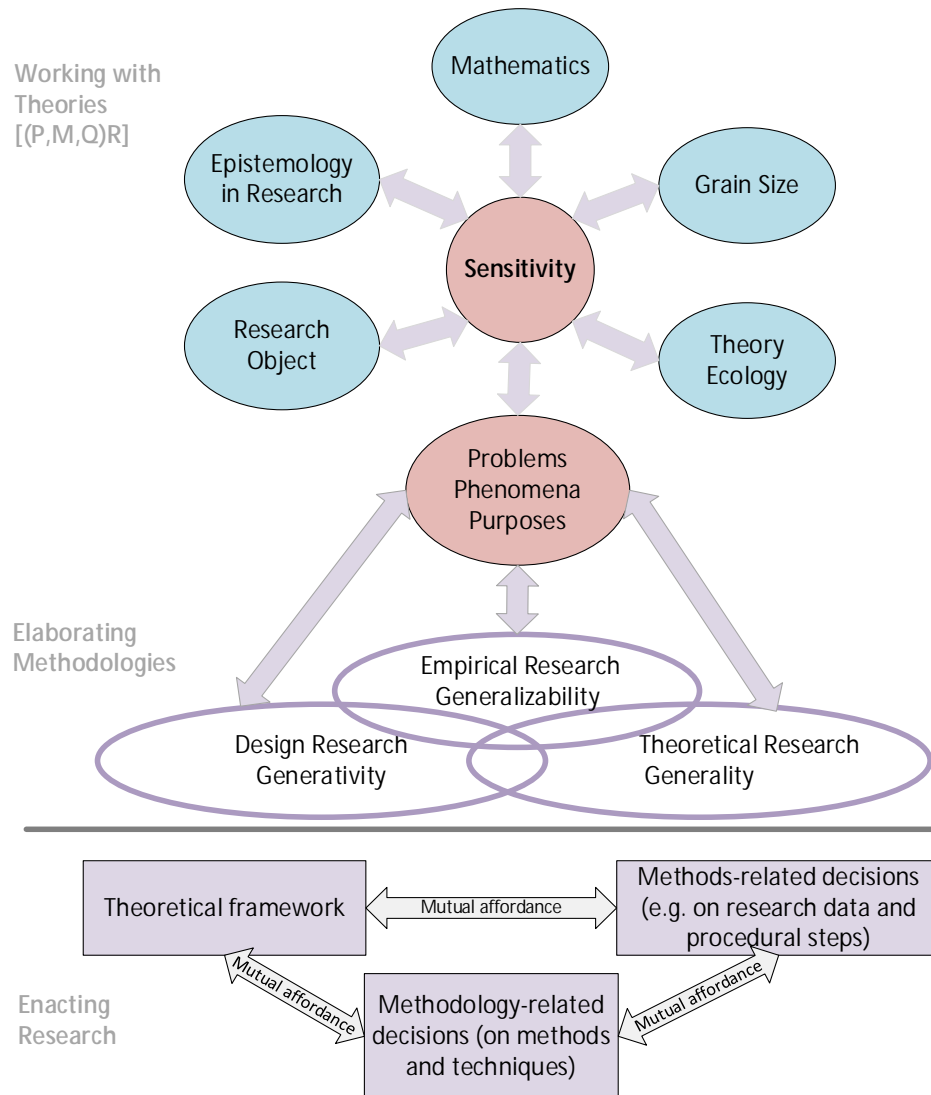 Working with
Theories
[(P,M,Q)R]
Mathematics
Epistemology
in Research
Grain Size
Sensitivity
Research
Object
Theory
Ecology
Problems
Phenomena
Purposes
Elaborating
Methodologies
Empirical Research
Generalizability
Design Research
Generativity
Theoretical Research
Generality
Theoretical framework
Mutual affordance
Methods-related decisions
(e.g. on research data and
procedural steps)
Mutual affordance
Mutual affordance
Enacting
Research
Methodology-related
decisions (on methods
and techniques)